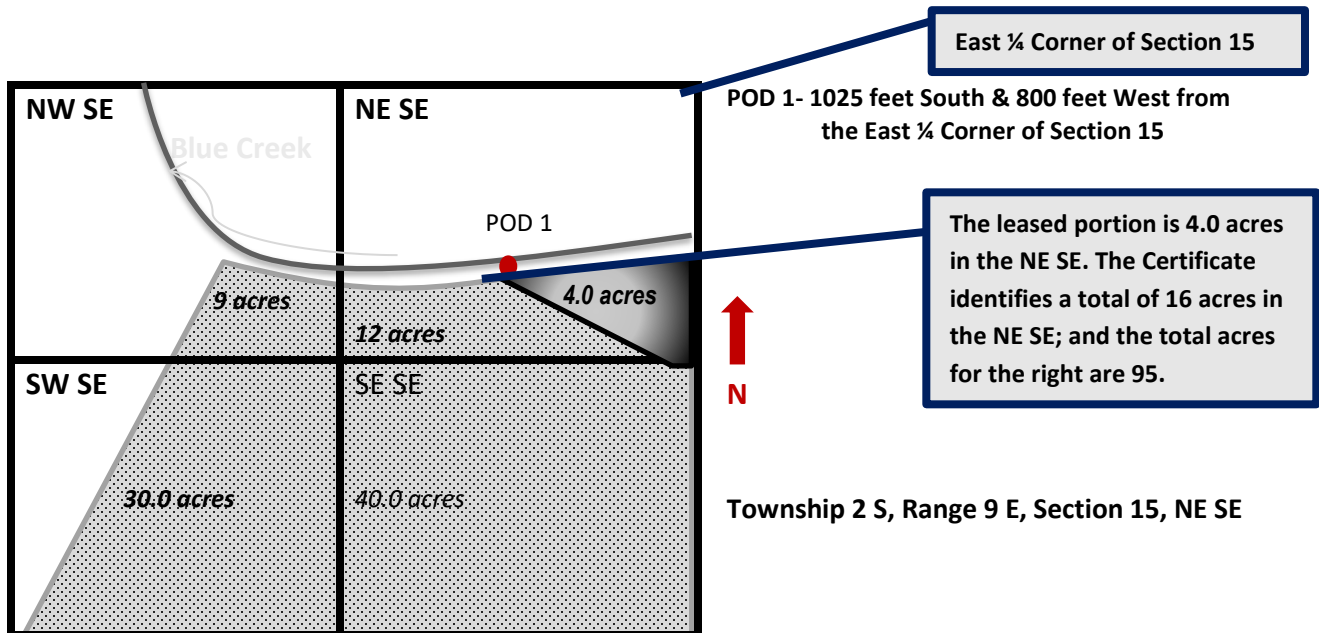 East ¼ Corner of Section 15
NW SE
NE SE
POD 1- 1025 feet South & 800 feet West from
the East ¼ Corner of Section 15
Blue Creek
POD 1
The leased portion is 4.0 acres
in the NE SE. The Certificate
identifies a total of 16 acres in
the NE SE; and the total acres
for the right are 95.
9 acres
4.0 acres
12 acres
N
SW SE
SE SE
30.0 acres
40.0 acres
Township 2 S, Range 9 E, Section 15, NE SE